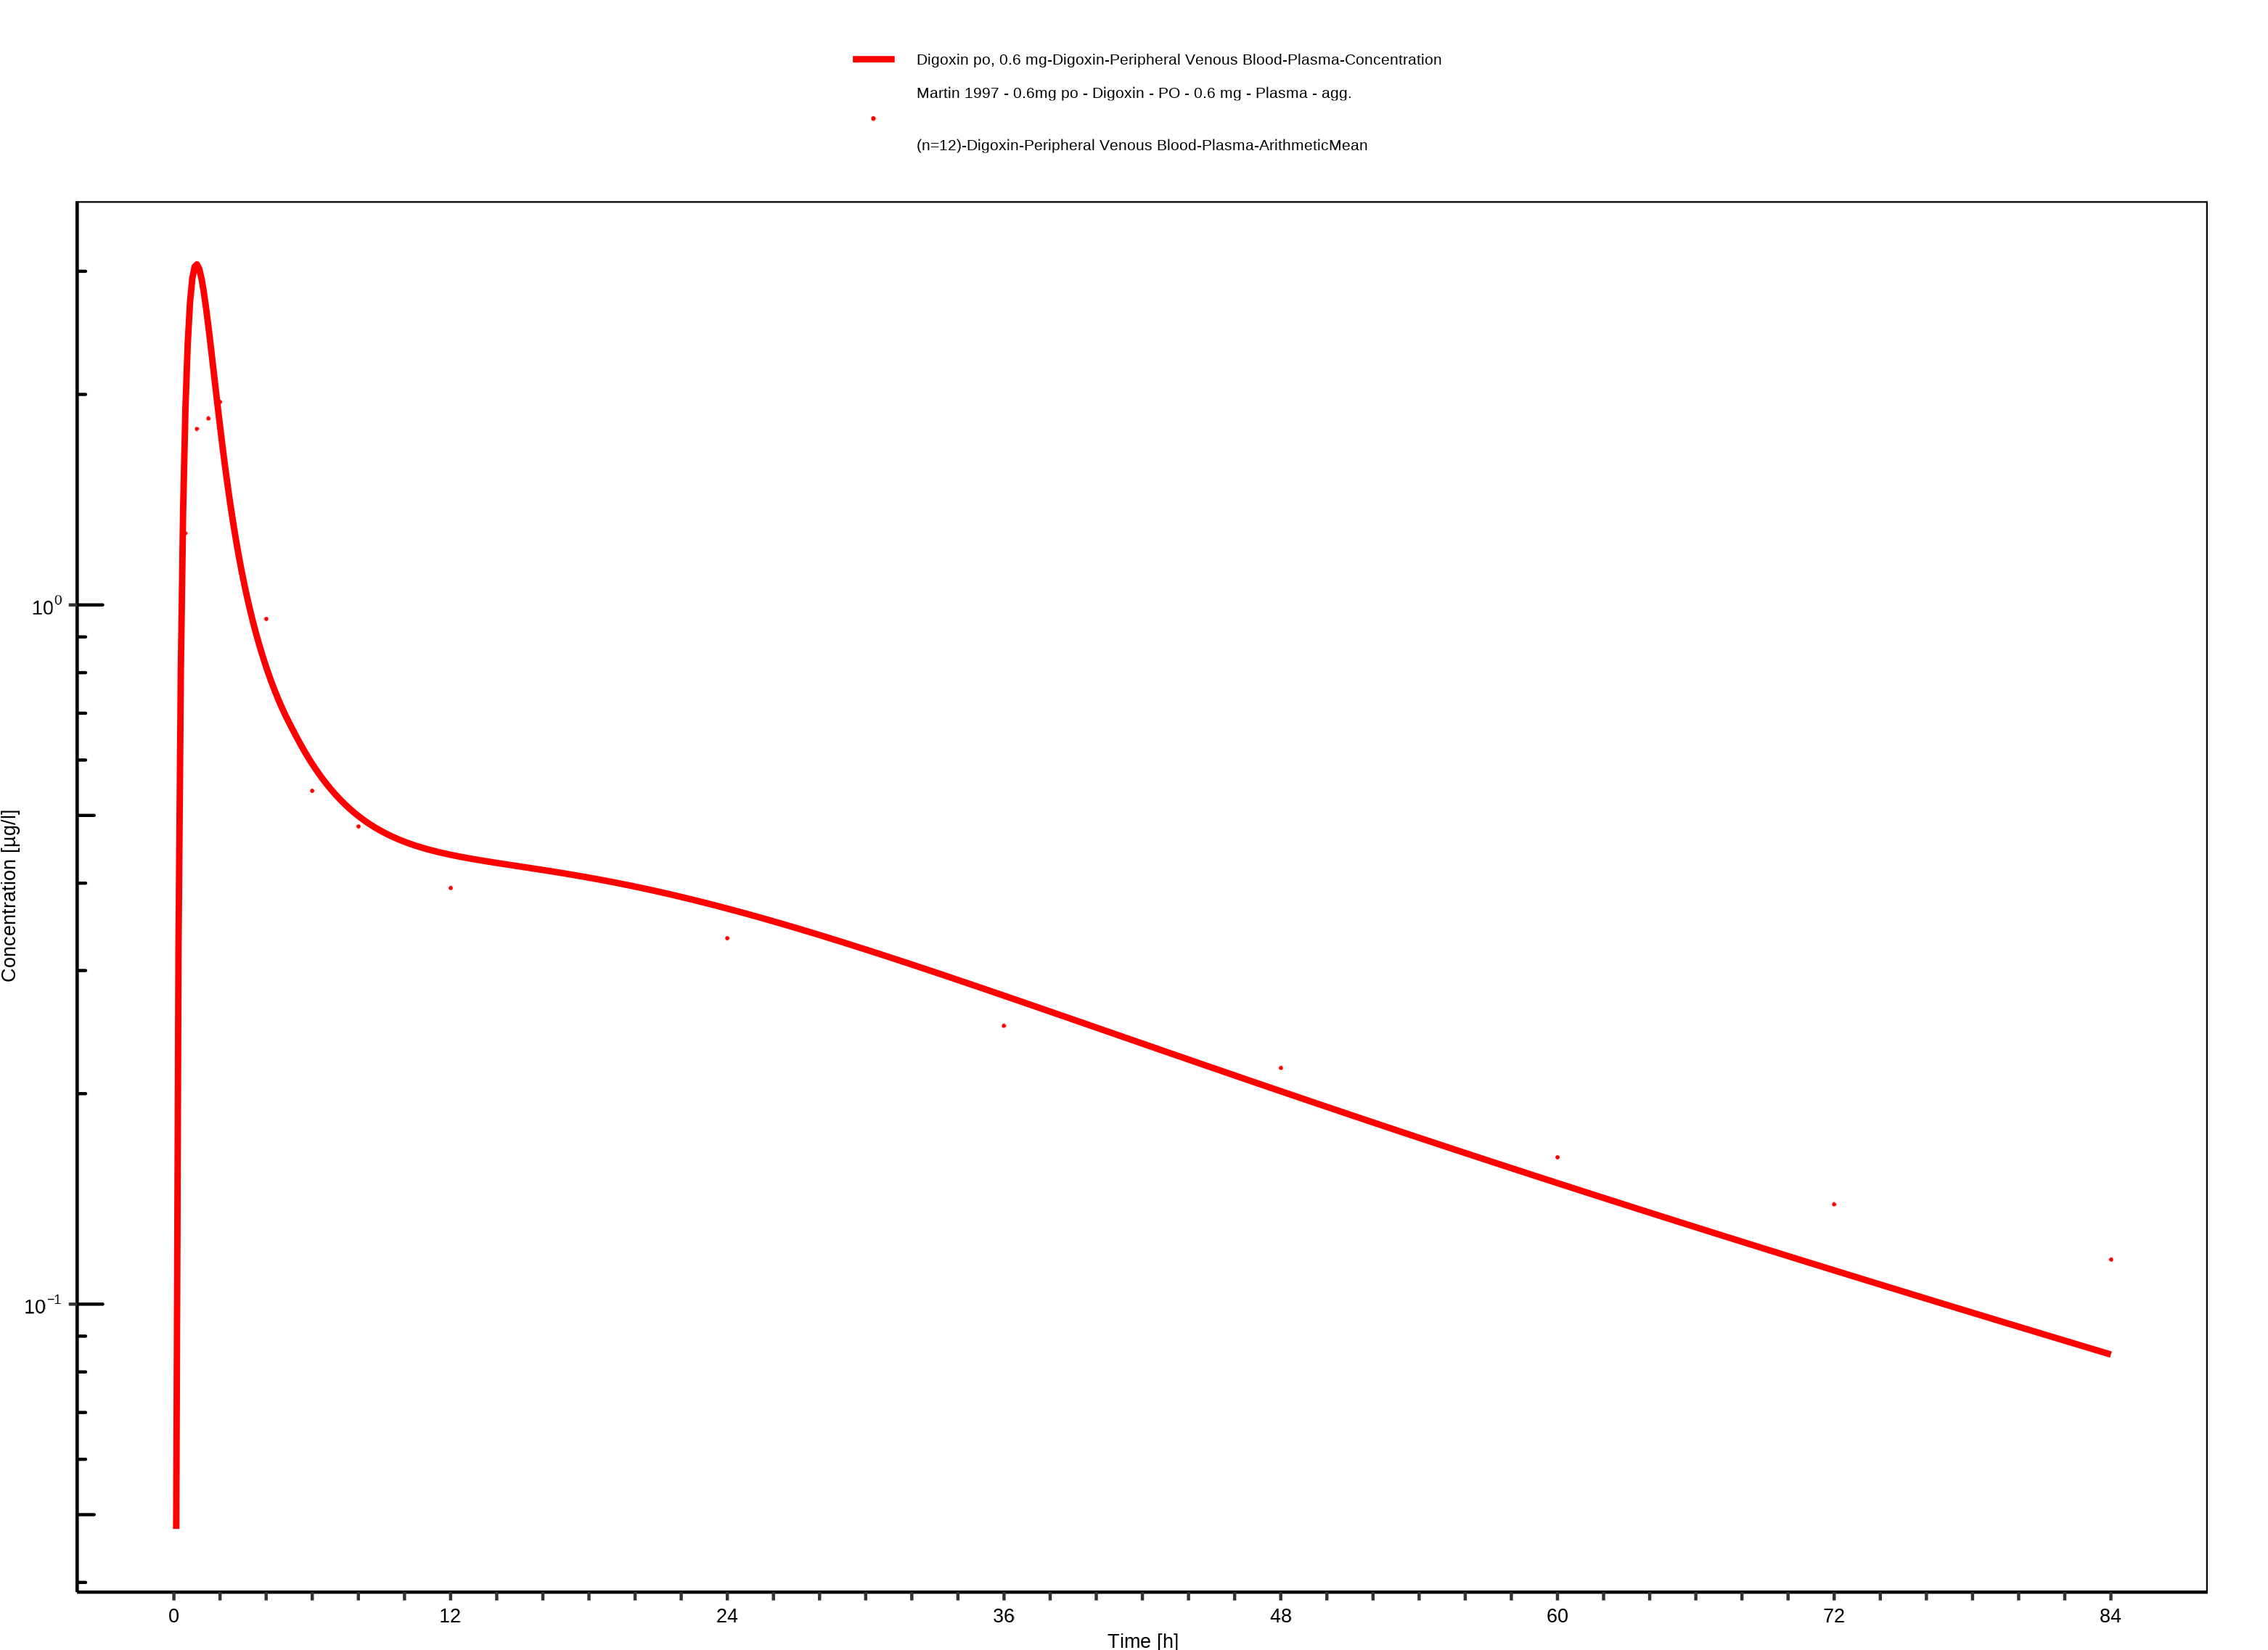 Digoxin po, 0.6 mg-Digoxin-Peripheral Venous Blood-Plasma-Concentration
Martin 1997 - 0.6mg po - Digoxin - PO - 0.6 mg - Plasma - agg.
(n=12)-Digoxin-Peripheral Venous Blood-Plasma-ArithmeticMean
10⁰
Concentration [µg/l]
10⁻¹
0 12 24 36 48 60 72 84
Time [h]